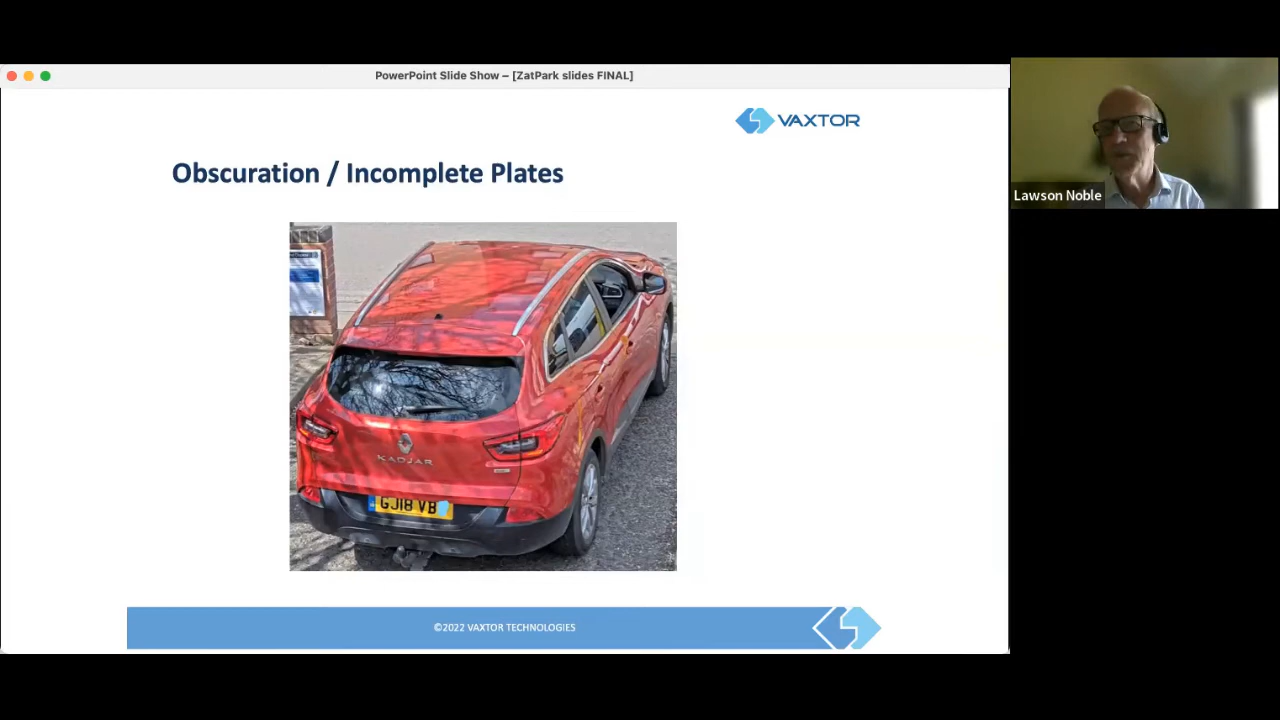 PowerPoint Slide Show – [ZatPark slides FINAL]
VAXTOR
Obscuration / Incomplete Plates
KADJAR
GJ18 VB
©2022 VAXTOR TECHNOLOGIES
Lawson Noble